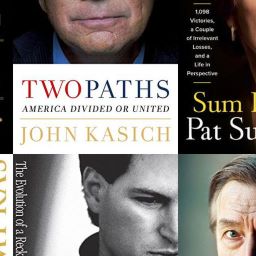 1,098
Victories,
a Couple
of Irrelevant
Losses,
and a
Life in
Perspective
TWO PATHS
AMERICA DIVIDED OR UNITED
JOHN KASICH
Sum
Pat Su
The Evolution of a Reck